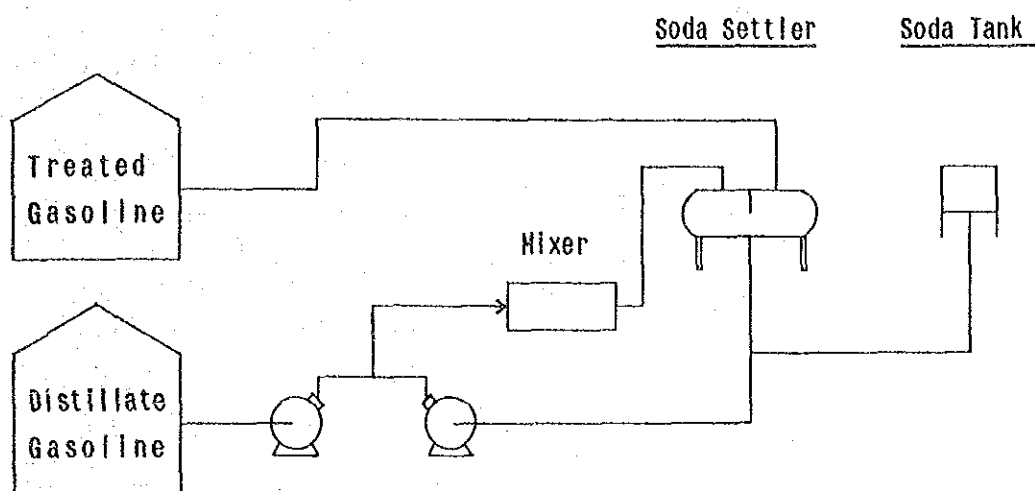 Soda Settler
Soda Tank
Treated
Gasoline
Mixer
Distillate
Gasoline